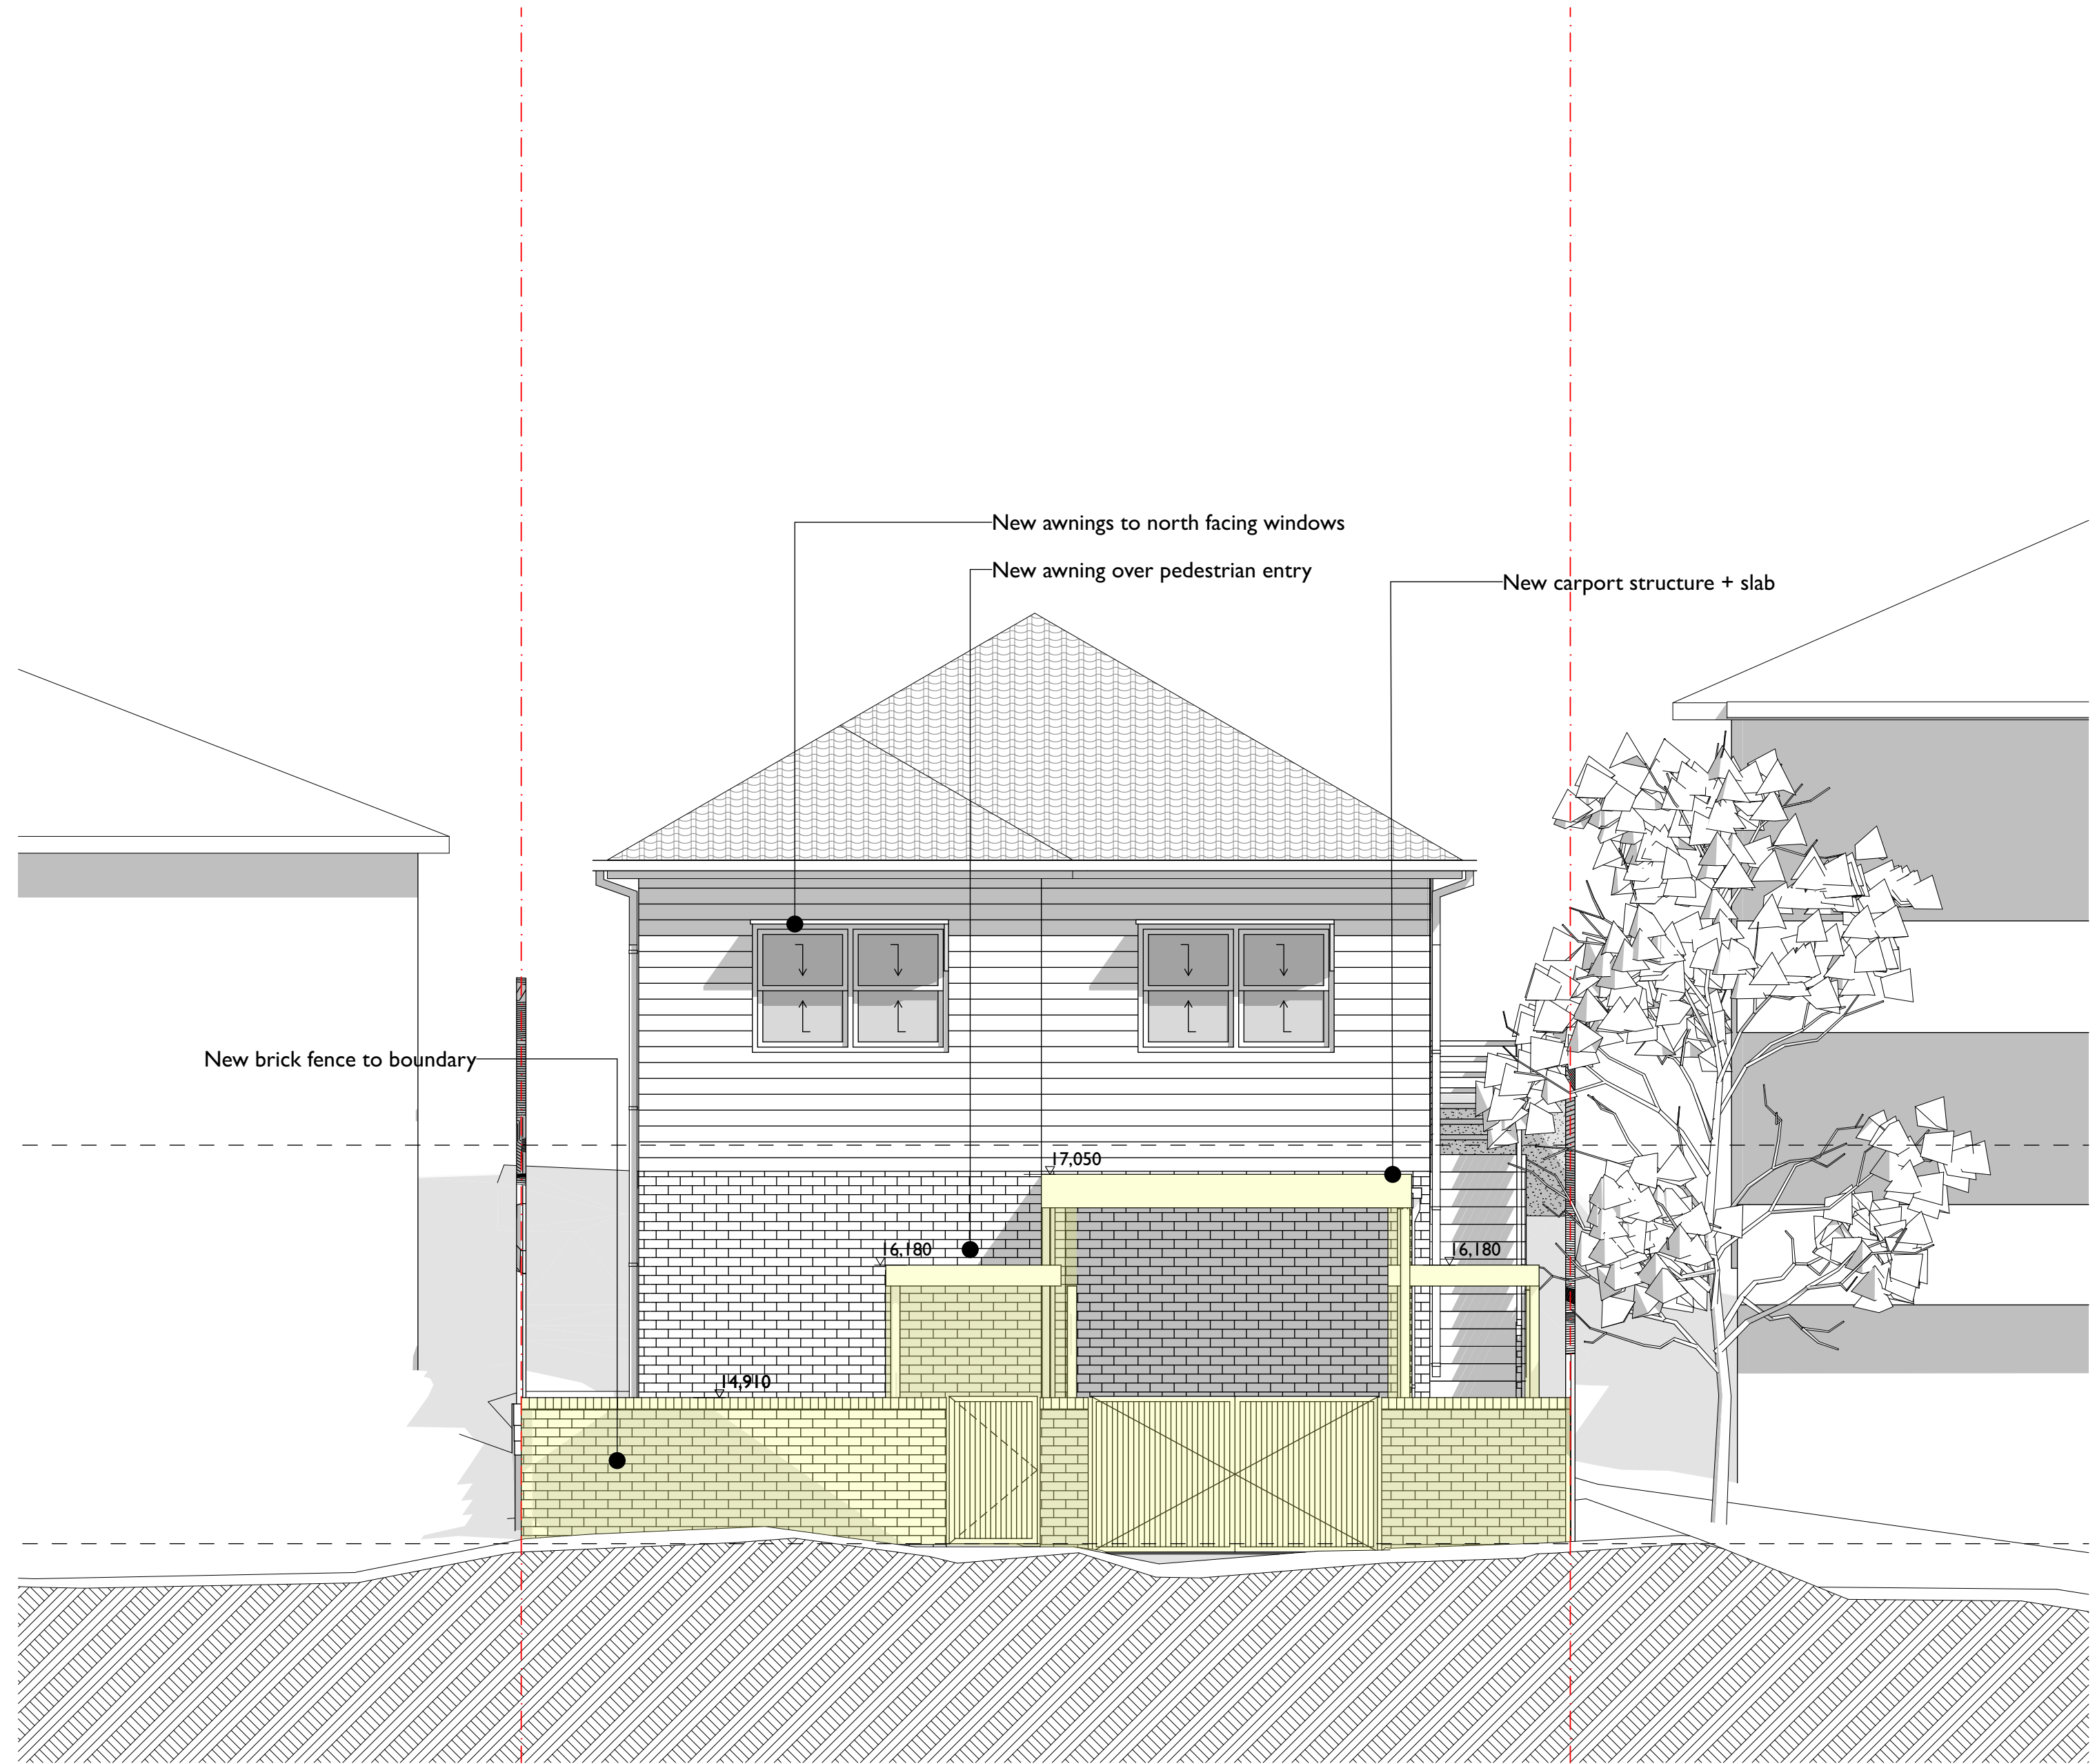 New awnings to north facing windows
New awning over pedestrian entry
New carport structure + slab
New brick fence to boundary
17,050
16,180
16,180
14,910